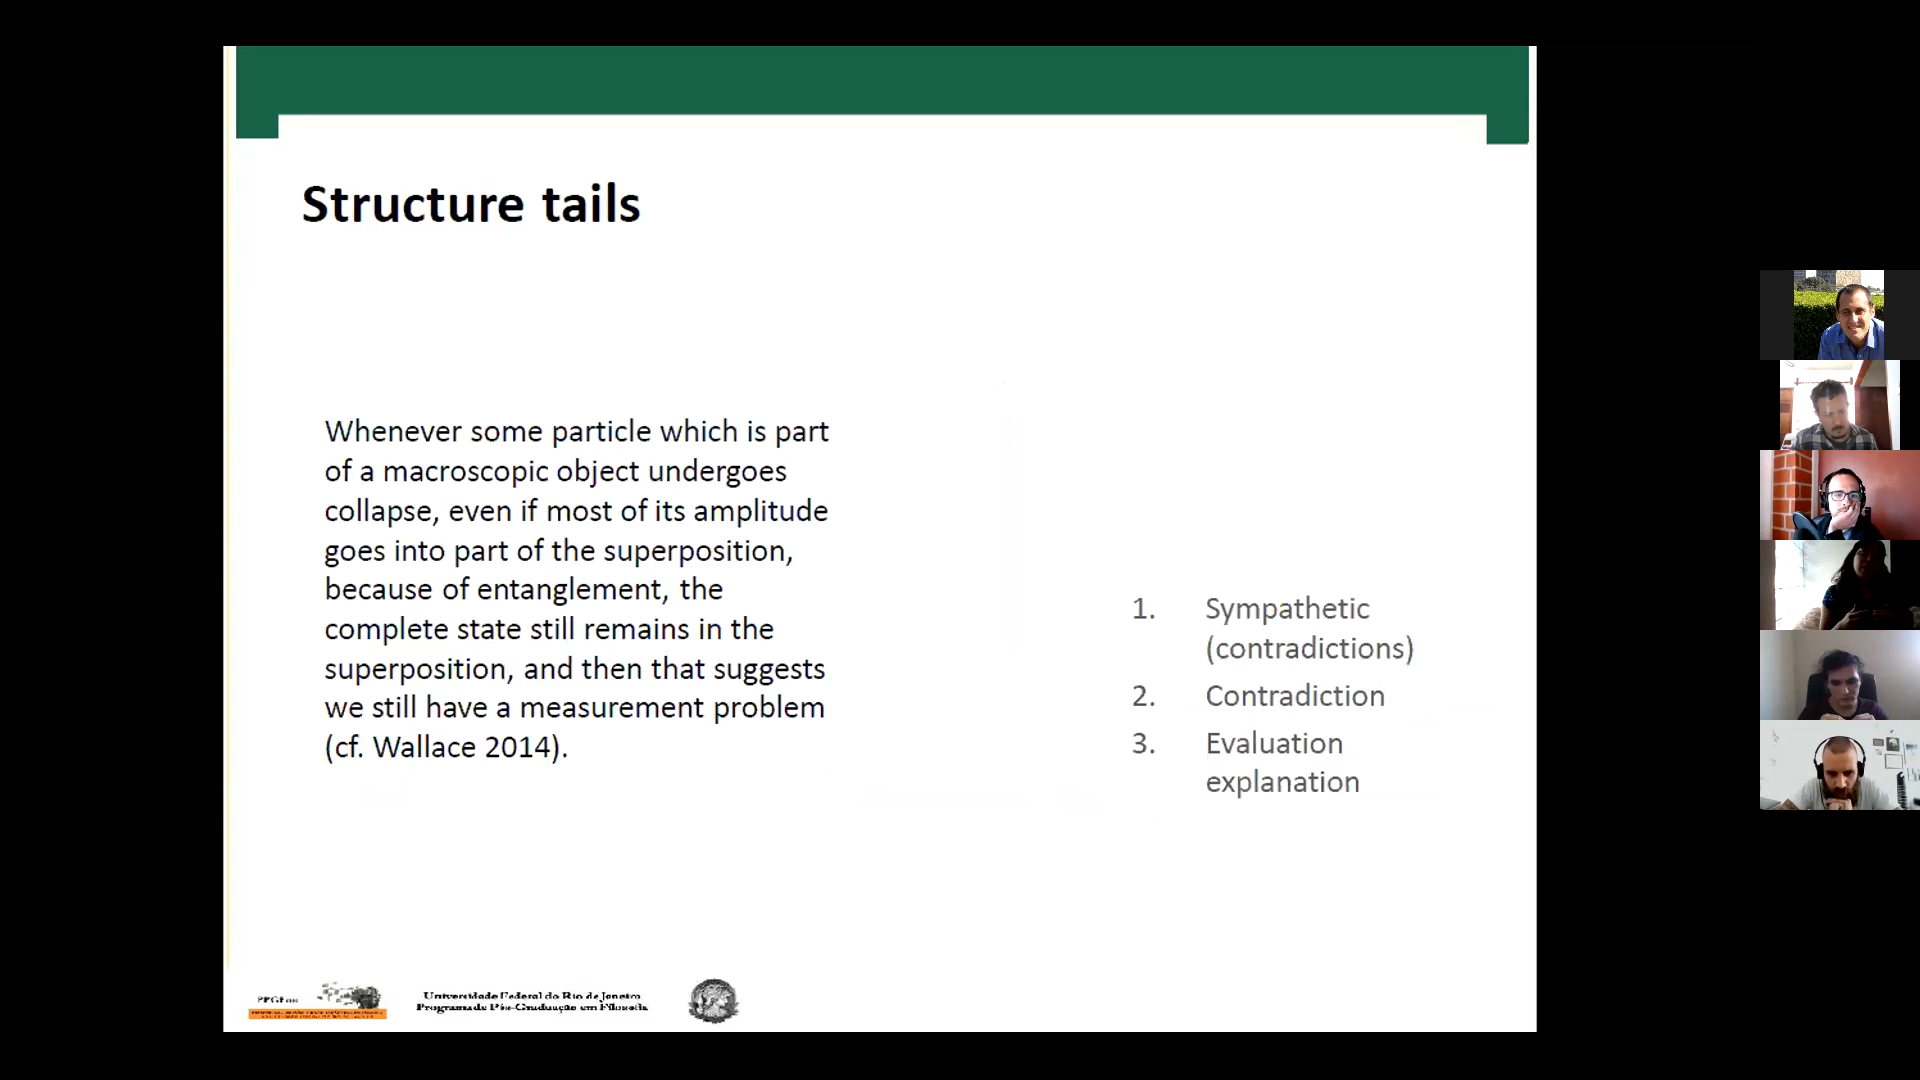 Structure tails
Whenever some particle which is part
of a macroscopic object undergoes
collapse, even if most of its amplitude
goes into part of the superposition,
because of entanglement, the
complete state still remains in the
superposition, and then that suggests
we still have a measurement problem
(cf. Wallace 2014).
1. Sympathetic
(contradictions)
2. Contradiction
3. Evaluation
explanation
Universidade Federal do Rio de Janeiro
Programa de Pós-Graduação em Filosofia